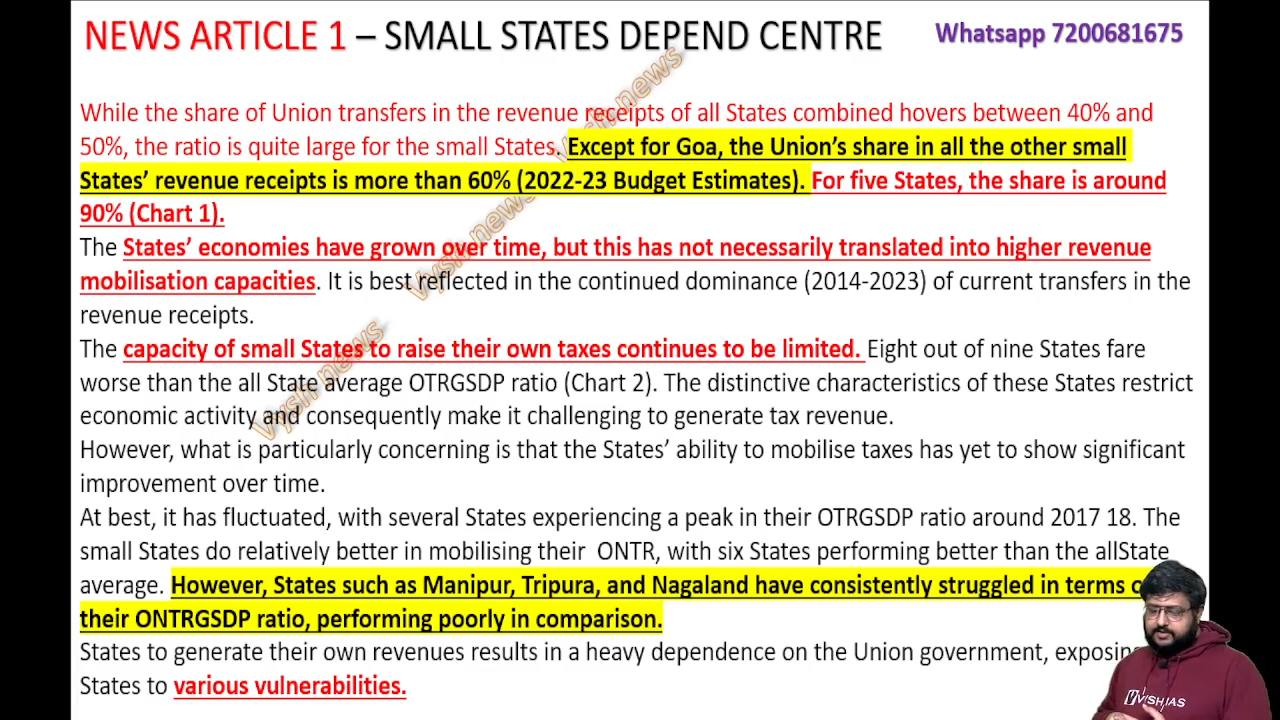 NEWS ARTICLE 1 – SMALL STATES DEPEND CENTRE
Whatsapp 7200681675
While the share of Union transfers in the revenue receipts of all States combined hovers between 40% and
50%, the ratio is quite large for the small States. Except for Goa, the Union's share in all the other small
States' revenue receipts is more than 60% (2022-23 Budget Estimates). For five States, the share is around
90% (Chart 1).
The States' economies have grown over time, but this has not necessarily translated into higher revenue
mobilisation capacities. It is best reflected in the continued dominance (2014-2023) of current transfers in the
revenue receipts.
The capacity of small States to raise their own taxes continues to be limited. Eight out of nine States fare
worse than the all State average OTRGSDP ratio (Chart 2). The distinctive characteristics of these States restrict
economic activity and consequently make it challenging to generate tax revenue.
However, what is particularly concerning is that the States' ability to mobilise taxes has yet to show significant
improvement over time.
At best, it has fluctuated, with several States experiencing a peak in their OTRGSDP ratio around 2017 18. The
small States do relatively better in mobilising their ONTR, with six States performing better than the allState
average. However, States such as Manipur, Tripura, and Nagaland have consistently struggled in terms
their ONTRGSDP ratio, performing poorly in comparison.
States to generate their own revenues results in a heavy dependence on the Union government,
States to various vulnerabilities.
Vysh news
Vysh news
Vysh news
VYSH IAS